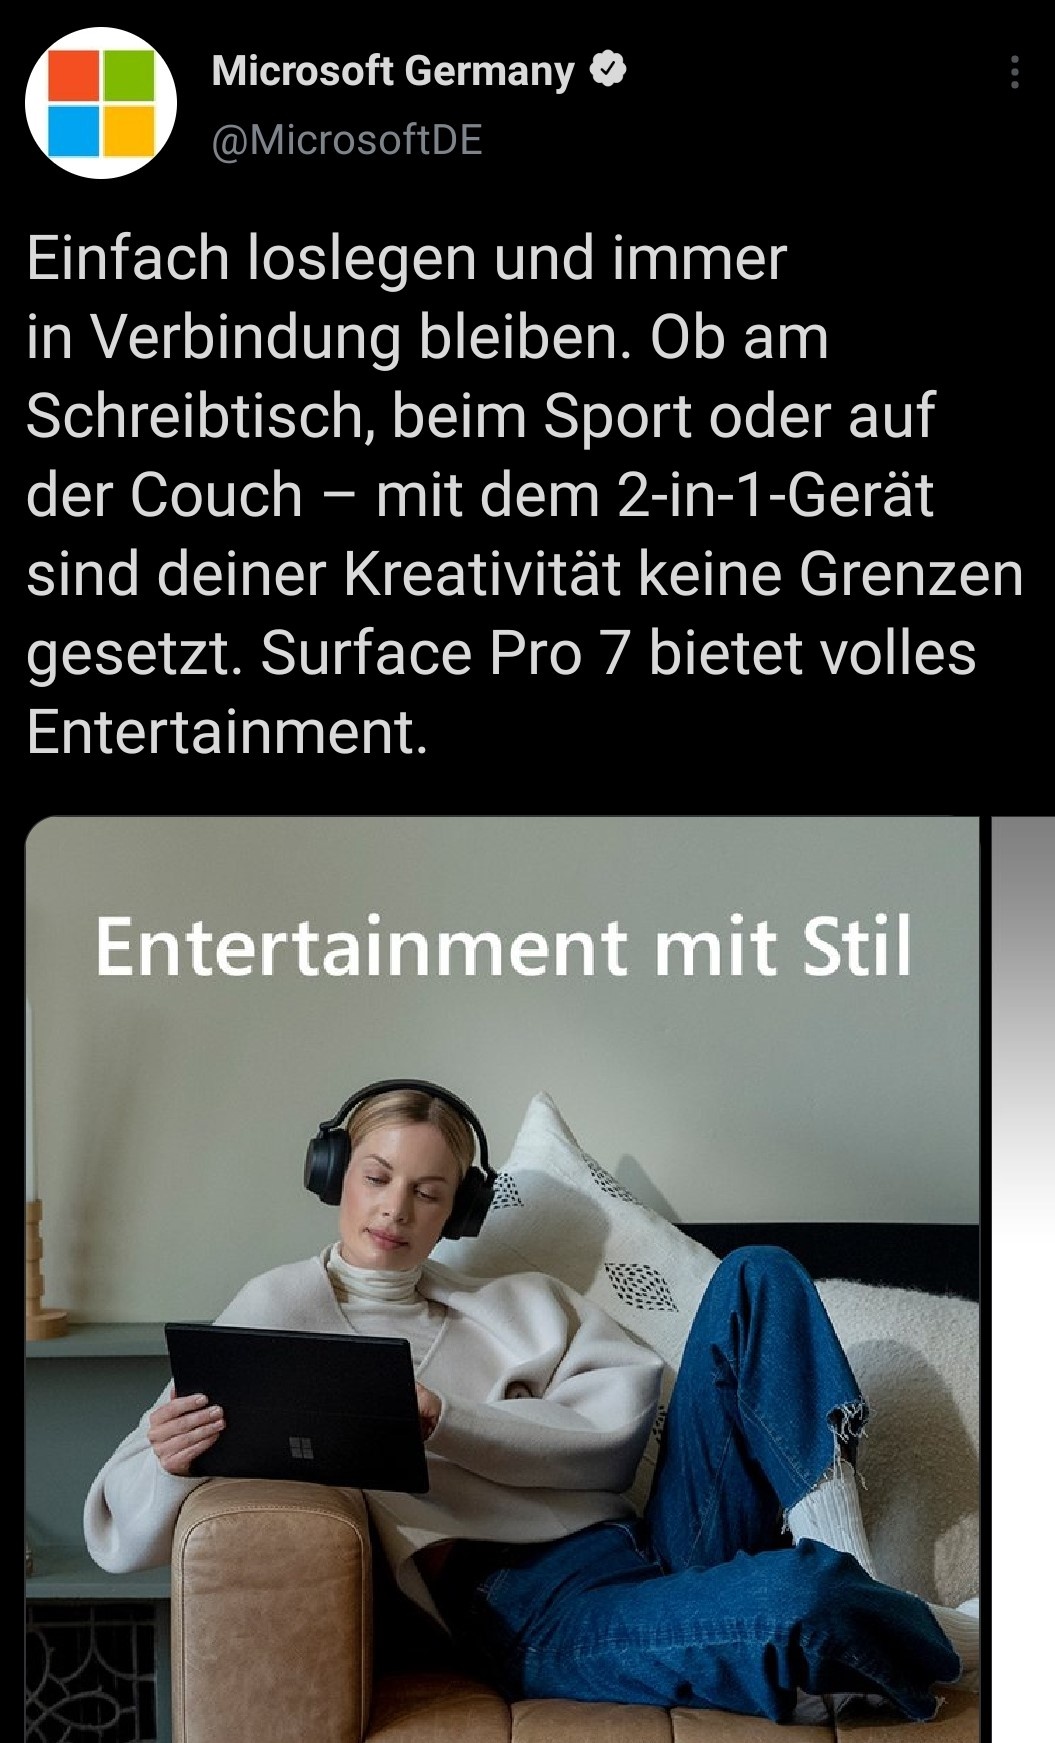 Microsoft Germany
@MicrosoftDE
Einfach loslegen und immer
in Verbindung bleiben. Ob am
Schreibtisch, beim Sport oder auf
der Couch – mit dem 2-in-1-Gerät
sind deiner Kreativität keine Grenzen
gesetzt. Surface Pro 7 bietet volles
Entertainment.
Entertainment mit Stil